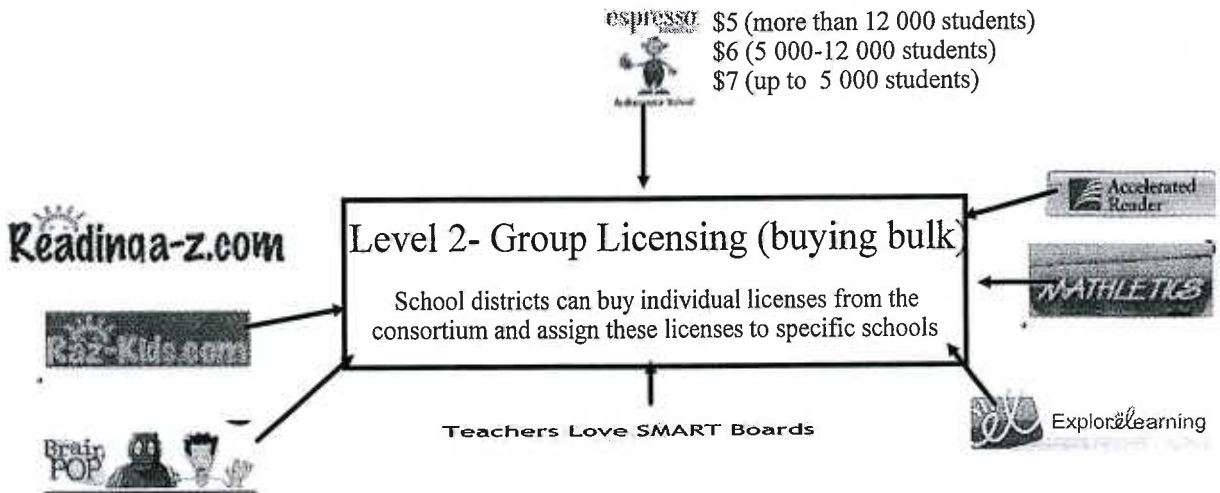 espresso
$5 (more than 12 000 students)
$6 (5 000-12 000 students)
$7 (up to  5 000 students)
Accelerated
Reader
Readinga-z.com
Level 2- Group Licensing (buying bulk)
MATHLETICS
School districts can buy individual licenses from the
consortium and assign these licenses to specific schools
Raz-Kids.com
Teachers Love SMART Boards
ExploreLearning
Brain
POP